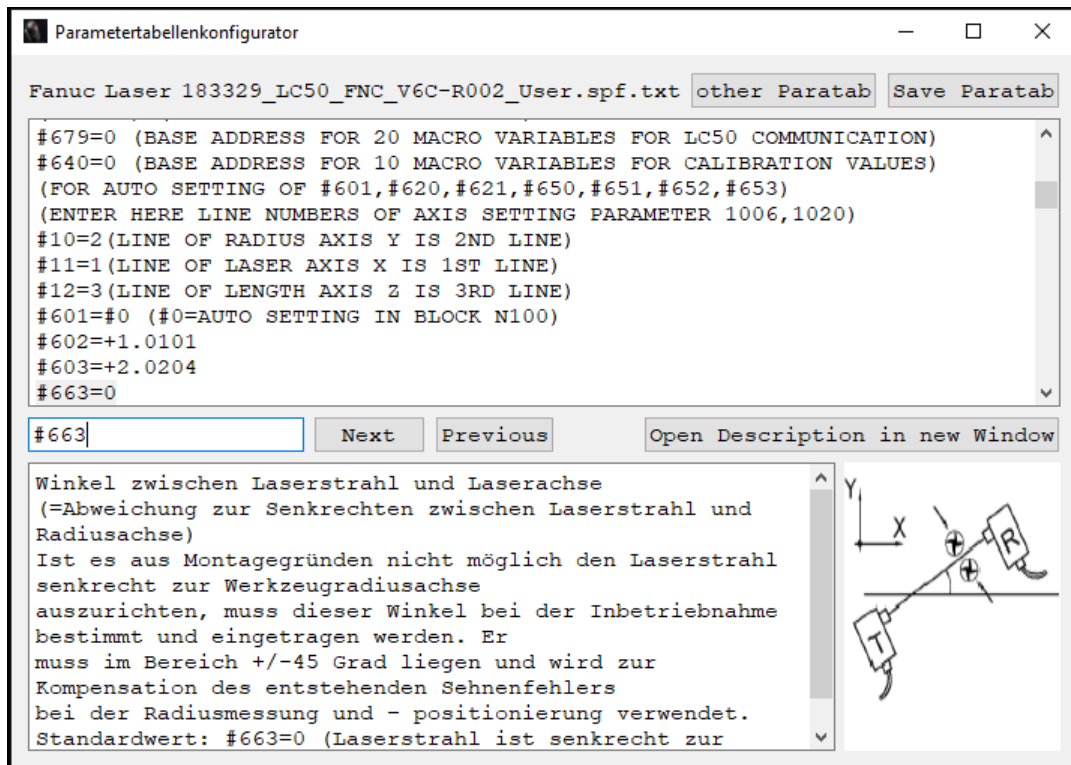 Parametertabellenkonfigurator
Fanuc Laser 183329_LC50_FNC_V6C-R002_User.spf.txt other Paratab Save Paratab
#679=0 (BASE ADDRESS FOR 20 MACRO VARIABLES FOR LC50 COMMUNICATION)
#640=0 (BASE ADDRESS FOR 10 MACRO VARIABLES FOR CALIBRATION VALUES)
(FOR AUTO SETTING OF #601,#620,#621,#650,#651,#652,#653)
(ENTER HERE LINE NUMBERS OF AXIS SETTING PARAMETER 1006,1020)
#10=2(LINE OF RADIUS AXIS Y IS 2ND LINE)
#11=1(LINE OF LASER AXIS X IS 1ST LINE)
#12=3(LINE OF LENGTH AXIS Z IS 3RD LINE)
#601=#0 (#0=AUTO SETTING IN BLOCK N100)
#602=+1.0101
#603=+2.0204
#663=0
#663 Next Previous Open Description in new Window
Winkel zwischen Laserstrahl und Laserachse
(=Abweichung zur Senkrechten zwischen Laserstrahl und
Radiusachse)
Ist es aus Montagegründen nicht möglich den Laserstrahl
senkrecht zur Werkzeugradiusachse
auszurichten, muss dieser Winkel bei der Inbetriebnahme
bestimmt und eingetragen werden. Er
muss im Bereich +/-45 Grad liegen und wird zur
Kompensation des entstehenden Sehnenfehlers
bei der Radiusmessung und - positionierung verwendet.
Standardwert: #663=0 (Laserstrahl ist senkrecht zur
Y
X
R
T